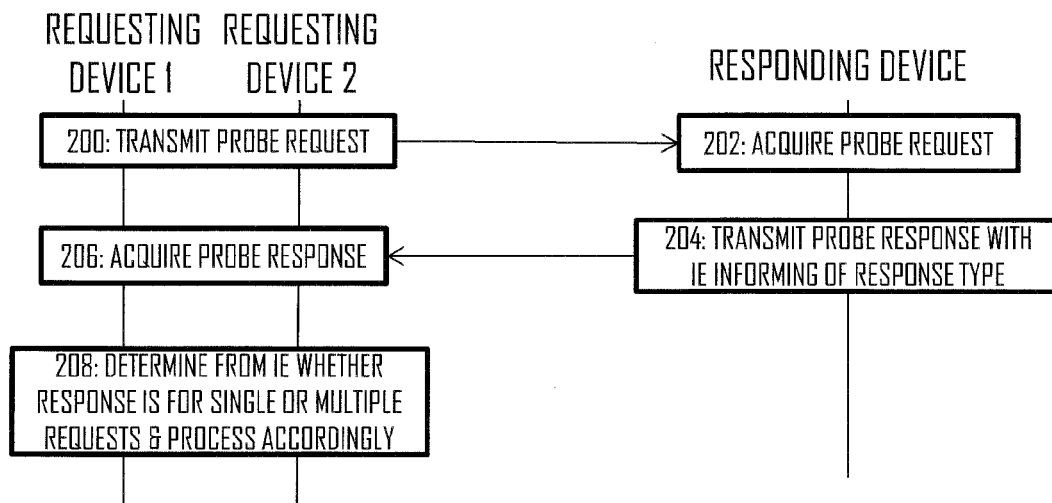 REQUESTING
DEVICE 1
REQUESTING
DEVICE 2
RESPONDING DEVICE
200: TRANSMIT PROBE REQUEST
202: ACQUIRE PROBE REQUEST
204: TRANSMIT PROBE RESPONSE WITH
IE INFORMING OF RESPONSE TYPE
206: ACQUIRE PROBE RESPONSE
208: DETERMINE FROM IE WHETHER
RESPONSE IS FOR SINGLE OR MULTIPLE
REQUESTS & PROCESS ACCORDINGLY